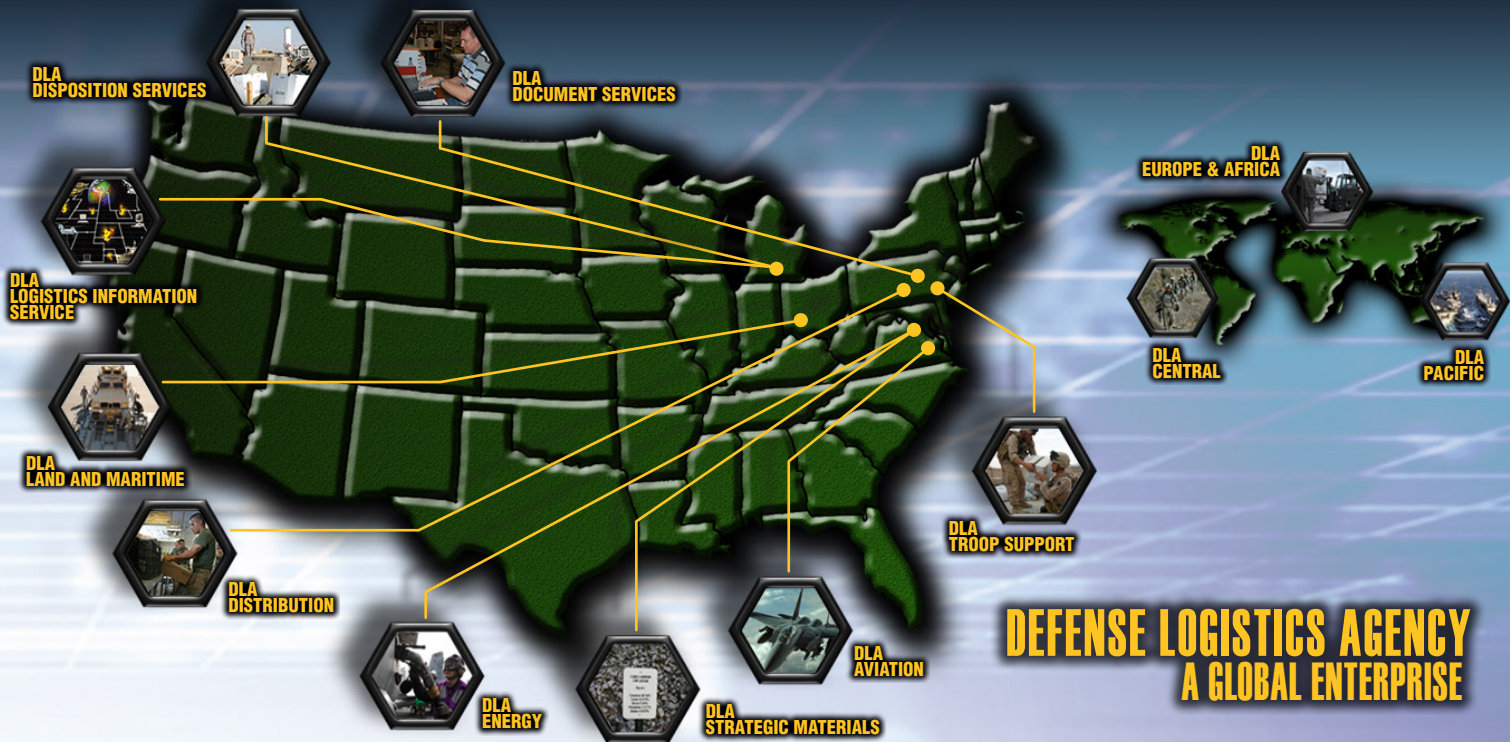 DLA
DISPOSITION SERVICES
DLA
DOCUMENT SERVICES
DLA
EUROPE & AFRICA
DLA
LOGISTICS INFORMATION
SERVICE
DLA
CENTRAL
DLA
PACIFIC
DLA
LAND AND MARITIME
DLA
TROOP SUPPORT
DLA
DISTRIBUTION
DLA
AVIATION
DLA
ENERGY
DLA
STRATEGIC MATERIALS
DEFENSE LOGISTICS AGENCY
A GLOBAL ENTERPRISE